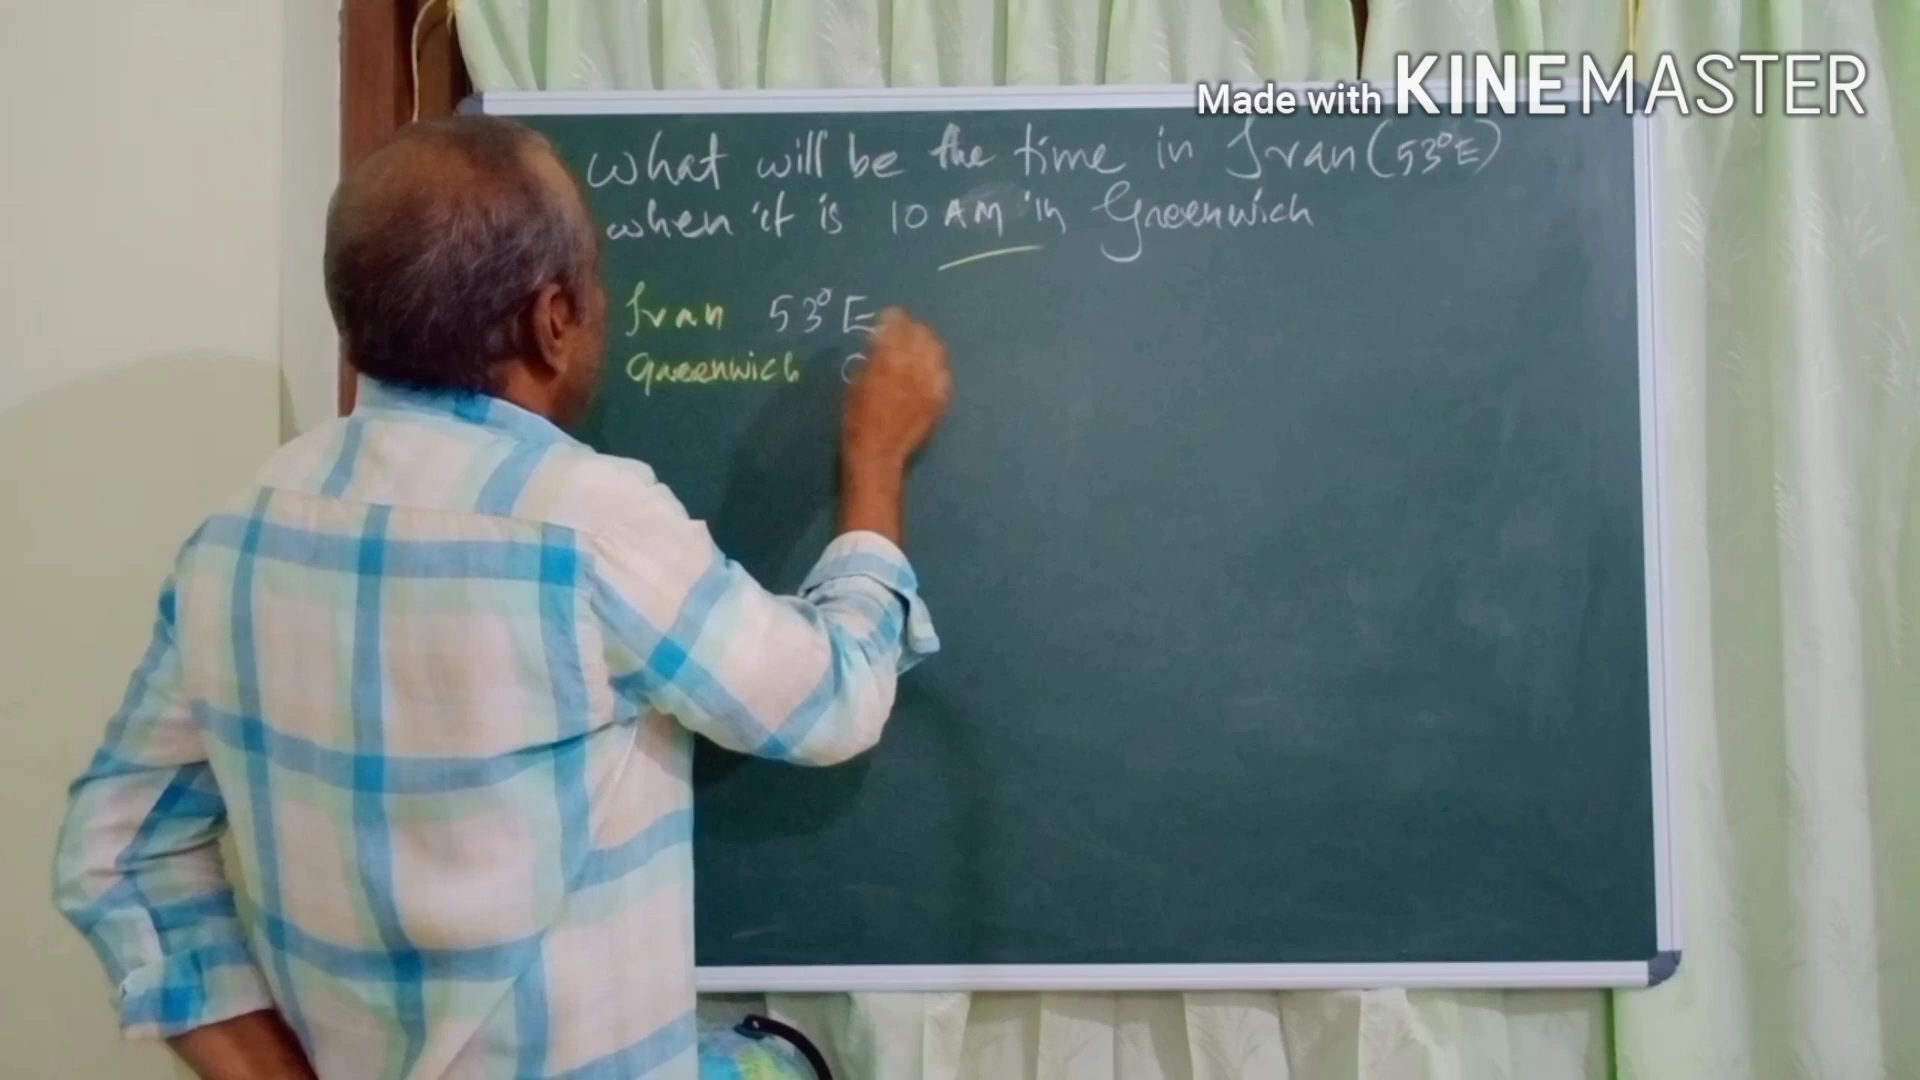 Made with KINEMASTER
What will be the time in Iran (53°E)
when it is 10 AM in Greenwich
Iran 53° E
Greenwich 0